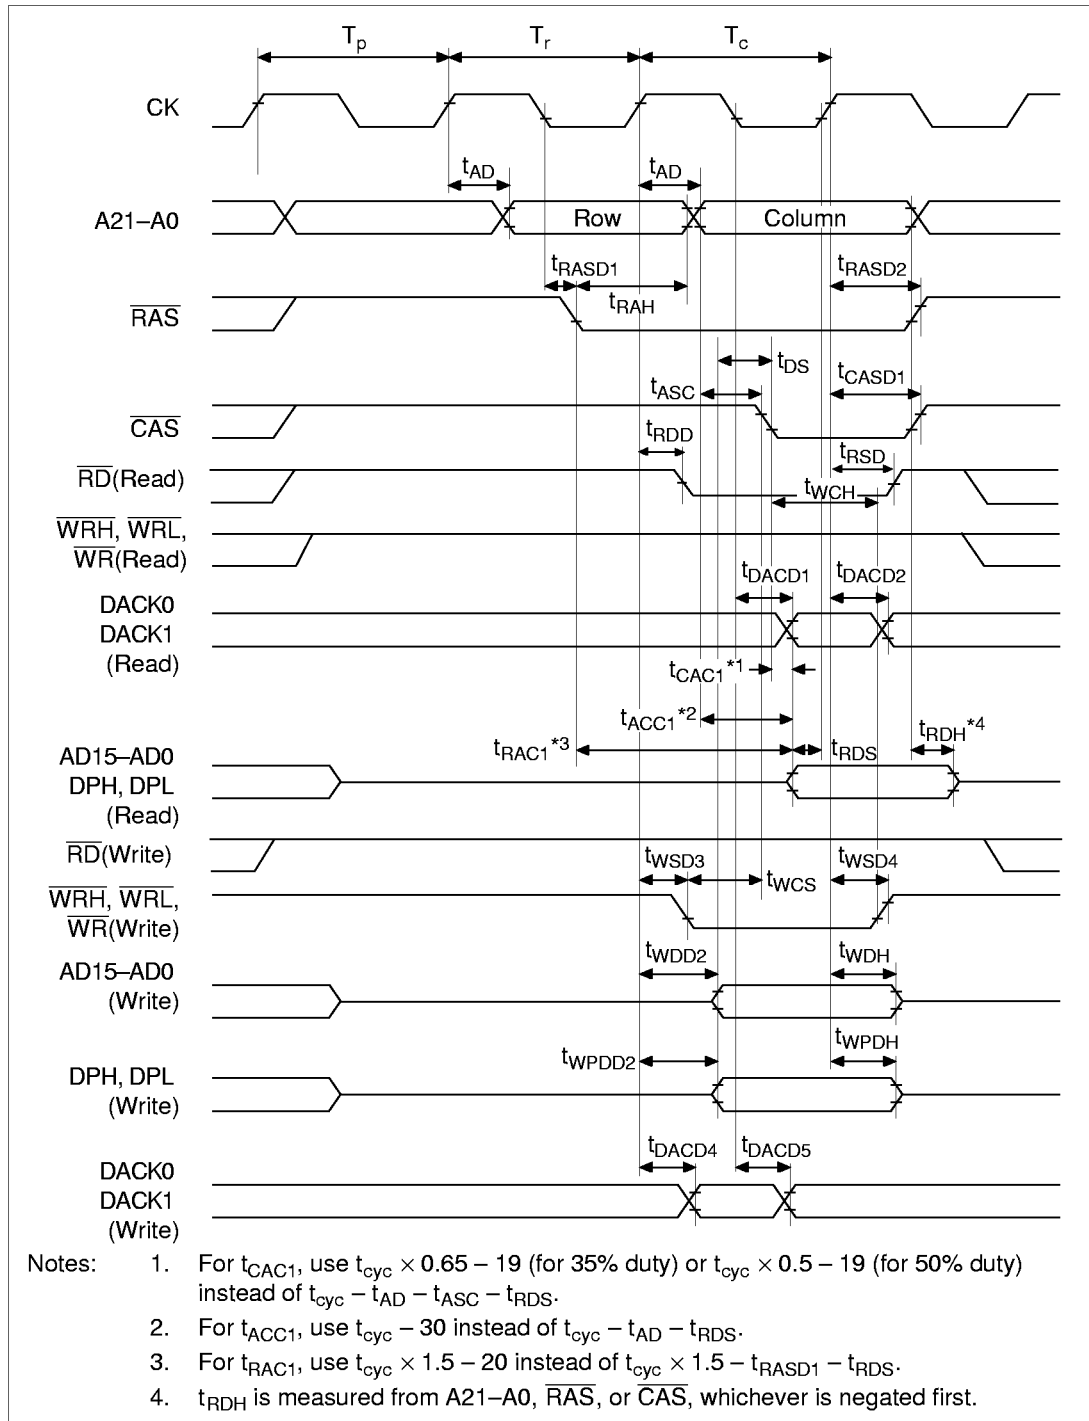 Tp Tr Tc
CK
tAD tAD
A21–A0 Row Column
tRASD1 tRASD2
tRAH
RAS
tDS
tASC tCASD1
CAS
tRDD
tRSD
RD(Read)
tWCH
WRH, WRL,
WR(Read)
tDACD1 tDACD2
DACK0
DACK1
(Read)
tCAC1*1
tACC1*2
tRAC1*3 tRDS tRDH*4
AD15–AD0
DPH, DPL
(Read)
RD(Write)
tWSD3 tWSD4
tWCS
WRH, WRL,
WR(Write)
tWDD2 tWDH
AD15–AD0
(Write)
tWPDD2 tWPDH
DPH, DPL
(Write)
tDACD4 tDACD5
DACK0
DACK1
(Write)
Notes: 1. For tCAC1, use tcyc × 0.65 – 19 (for 35% duty) or tcyc × 0.5 – 19 (for 50% duty)
instead of tcyc – tAD – tASC – tRDS.
2. For tACC1, use tcyc – 30 instead of tcyc – tAD – tRDS.
3. For tRAC1, use tcyc × 1.5 – 20 instead of tcyc × 1.5 – tRASD1 – tRDS.
4. tRDH is measured from A21–A0, RAS, or CAS, whichever is negated first.